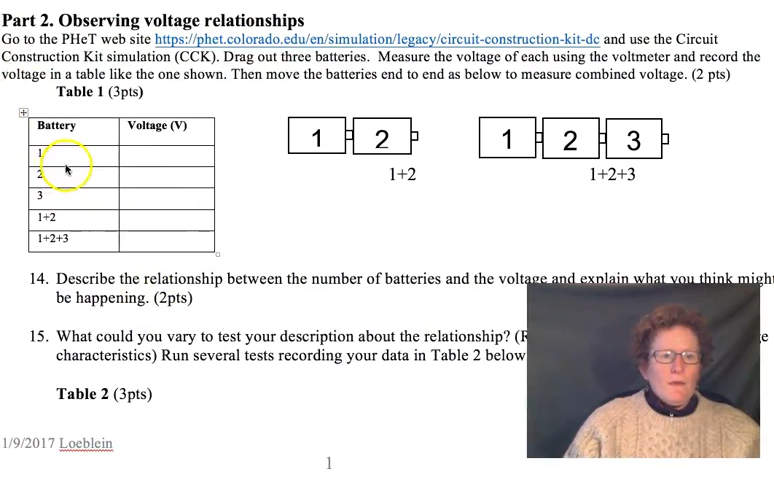 Part 2. Observing voltage relationships
Go to the PHeT web site https://phet.colorado.edu/en/simulation/legacy/circuit-construction-kit-dc and use the Circuit
Construction Kit simulation (CCK). Drag out three batteries. Measure the voltage of each using the voltmeter and record the
voltage in a table like the one shown. Then move the batteries end to end as below to measure combined voltage. (2 pts)
Table 1 (3pts)
Battery Voltage (V)
1
2
3
1+2
1+2+3
1 2
1+2
1 2 3
1+2+3
14. Describe the relationship between the number of batteries and the voltage and explain what you think might
be happening. (2pts)
15. What could you vary to test your description about the relationship?
characteristics) Run several tests recording your data in Table 2 below
Table 2 (3pts)
1/9/2017 Loeblein
1